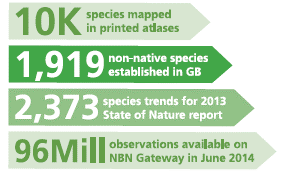 10K species mapped
in printed atlases
1,919 non-native species
established in GB
2,373 species trends for 2013
State of Nature report
96Mill observations available on
NBN Gateway in June 2014